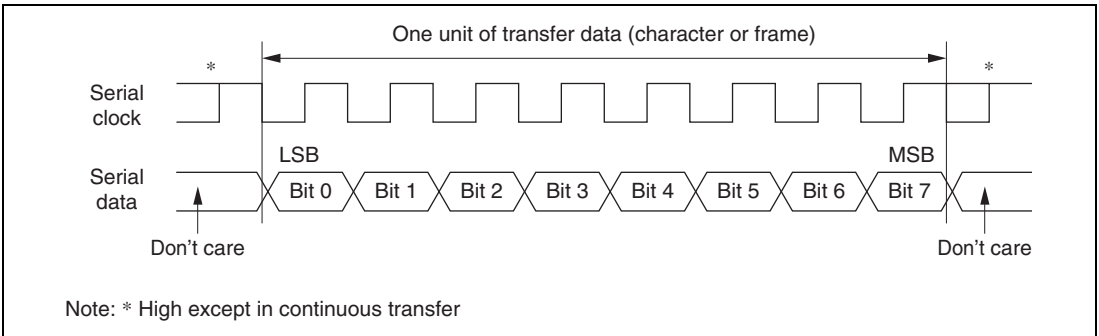 One unit of transfer data (character or frame)
* *
Serial
clock
LSB MSB
Serial
data
Bit 0 Bit 1 Bit 2 Bit 3 Bit 4 Bit 5 Bit 6 Bit 7
Don't care Don't care
Note: * High except in continuous transfer